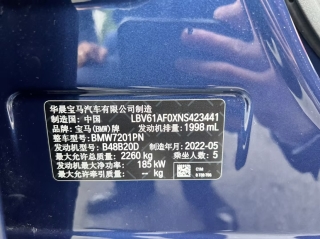 华晨宝马汽车有限公司制造
制造国：中国 LBV61AF0XNS423441
品牌：宝马(BMW)牌 发动机排量：1998 mL
整车型号：BMW7201PN
发动机型号：B48B20D 制造年月：2022-05
最大允许总质量：2260 kg 乘坐人数：5
发动机最大净功率：185 kW
最大允许牵引质量：--- kg